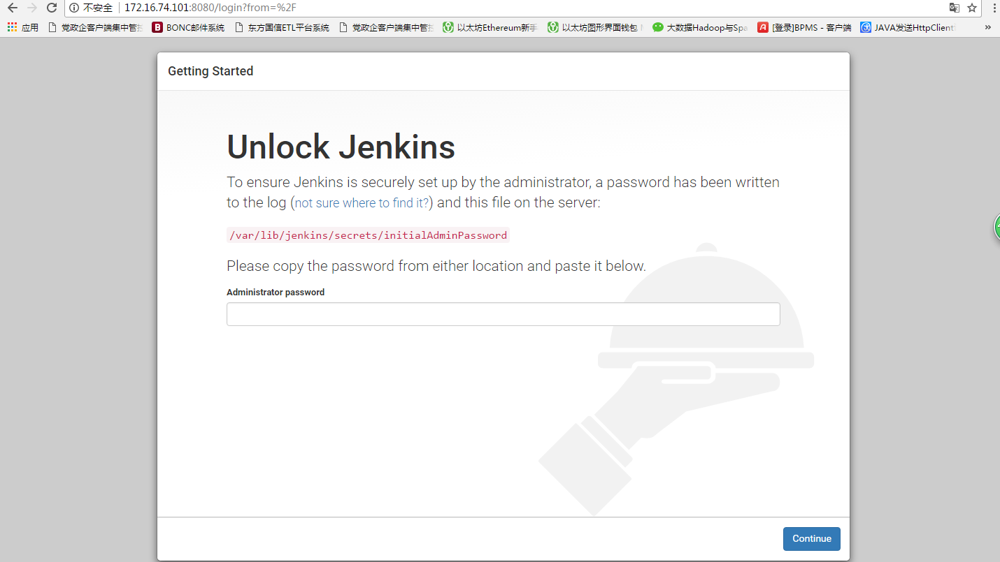 不安全 172.16.74.101:8080/login?from=%2F
应用 党政企客户端集中管控 BONC邮件系统 东方国信ETL平台系统 党政企客户端集中管控 以太坊Ethereum新手 以太坊图形界面钱包 大数据Hadoop与Spa [登录]BPMS - 客户端 JAVA发送HttpClient »
Getting Started
Unlock Jenkins
To ensure Jenkins is securely set up by the administrator, a password has been written
to the log (not sure where to find it?) and this file on the server:
/var/lib/jenkins/secrets/initialAdminPassword
Please copy the password from either location and paste it below.
Administrator password
Continue